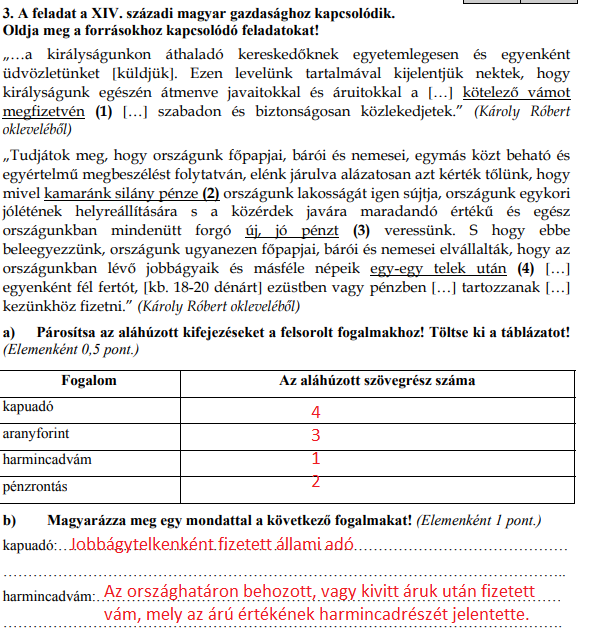 3. A feladat a XIV. századi magyar gazdasághoz kapcsolódik.
Oldja meg a forrásokhoz kapcsolódó feladatokat!
„…a királyságunkon áthaladó kereskedőknek egyetemlegesen és egyenként
üdvözletünket [küldjük]. Ezen levelünk tartalmával kijelentjük nektek, hogy
királyságunk egészén átmenve javaitokkal és áruitokkal a […] kötelező vámot
megfizetvén (1) […] szabadon és biztonságosan közlekedjetek.” (Károly Róbert
okleveléből)
„Tudjátok meg, hogy országunk főpapjai, bárói és nemesei, egymás közt beható és
egyértelmű megbeszélést folytatván, elénk járulva alázatosan azt kérték tőlünk, hogy
mivel kamaránk silány pénze (2) országunk lakosságát igen sújtja, országunk egykori
jólétének helyreállítására s a közérdek javára maradandó értékű és egész
országunkban mindenütt forgó új, jó pénzt (3) veressünk. S hogy ebbe
beleegyezzünk, országunk ugyanezen főpapjai, bárói és nemesei elvállalták, hogy az
országunkban lévő jobbágyaik és másféle népeik egy-egy telek után (4) […]
egyenként fél fertót, [kb. 18-20 dénárt] ezüstben vagy pénzben […] tartozzanak […]
kezünkhöz fizetni.” (Károly Róbert okleveléből)
a) Párosítsa az aláhúzott kifejezéseket a felsorolt fogalmakhoz! Töltse ki a táblázatot!
(Elemenként 0,5 pont.)
Fogalom Az aláhúzott szövegrész száma
kapuadó 4
aranyforint 3
harmincadvám 1
pénzrontás 2
b) Magyarázza meg egy mondattal a következő fogalmakat! (Elemenként 1 pont.)
kapuadó: Jobbágytelkenként fizetett állami adó
harmincadvám: Az országhatáron behozott, vagy kivitt áruk után fizetett
vám, mely az árú értékének harmincadrészét jelentette.